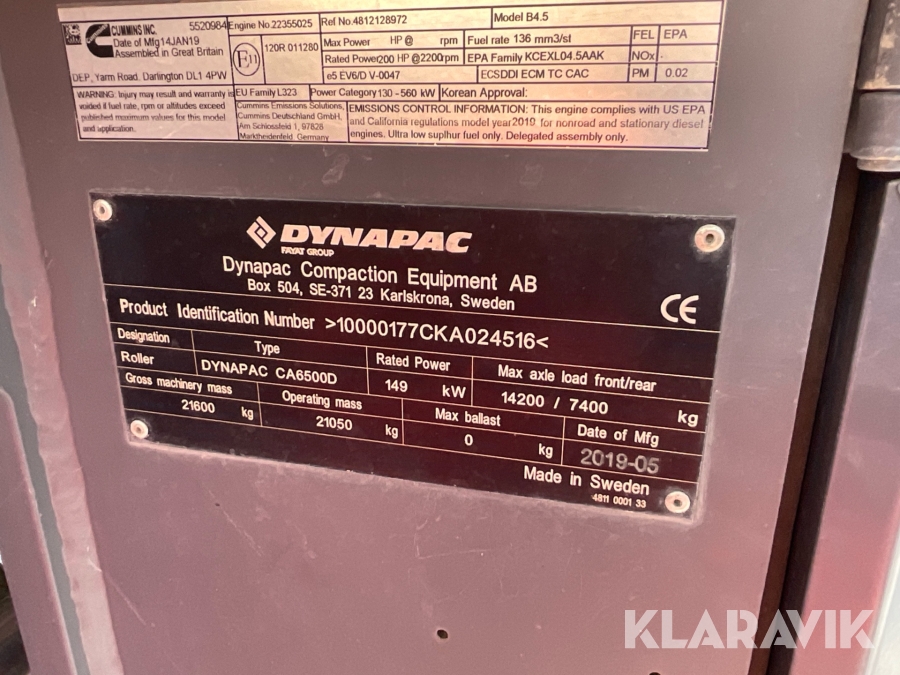 CUMMINS INC. 5520984
Date of Mfg14JAN19
Assembled in Great Britain
DEP, Yarm Road, Darlington DL1 4PW
WARNING: Injury may result and warranty is
voided if fuel rate, rpm or altitudes exceed
published maximum values for this model
and application.
Engine No.22355025
E11
120R 011280
EU Family L323
Cummins Emissions Solutions,
Cummins Deutschland GmbH,
Am Schlossfeld 1, 97828
Marktheidenfeld, Germany
Ref No.4812128972
Model B4.5
Max Power HP @ rpm
Fuel rate 136 mm3/st
Rated Power200 HP @2200rpm
EPA Family KCEXL04.5AAK
e5 EV6/D V-0047
ECSDDI ECM TC CAC
FEL EPA
NOx
PM 0.02
Power Category 130 - 560 kW
Korean Approval:
EMISSIONS CONTROL INFORMATION: This engine complies with US EPA
and California regulations model year2019 for nonroad and stationary diesel
engines. Ultra low suplhur fuel only. Delegated assembly only.
DYNAPAC
FAYAT GROUP
Dynapac Compaction Equipment AB
Box 504, SE-371 23 Karlskrona, Sweden
CE
Product Identification Number >10000177CKA024516<
Designation Type Rated Power Max axle load front/rear
Roller DYNAPAC CA6500D 149 kW 14200 / 7400 kg
Gross machinery mass Operating mass Max ballast Date of Mfg
21600 kg 21050 kg 0 kg 2019-05
Made in Sweden
4811 0001 33
KLARAVIK